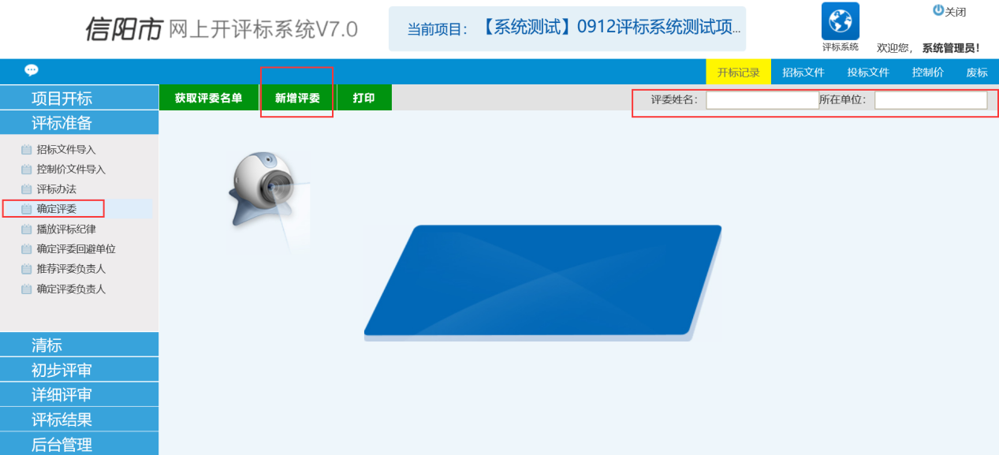 信阳市 网上开评标系统V7.0
当前项目: 【系统测试】0912评标系统测试项...
评标系统
关闭
欢迎您, 系统管理员!
开标记录 招标文件 投标文件 控制价 废标
项目开标
评标准备
招标文件导入
控制价文件导入
评标办法
确定评委
播放评标纪律
确定评委回避单位
推荐评委负责人
确定评委负责人
清标
初步评审
详细评审
评标结果
后台管理
获取评委名单 新增评委 打印
评委姓名: 所在单位: